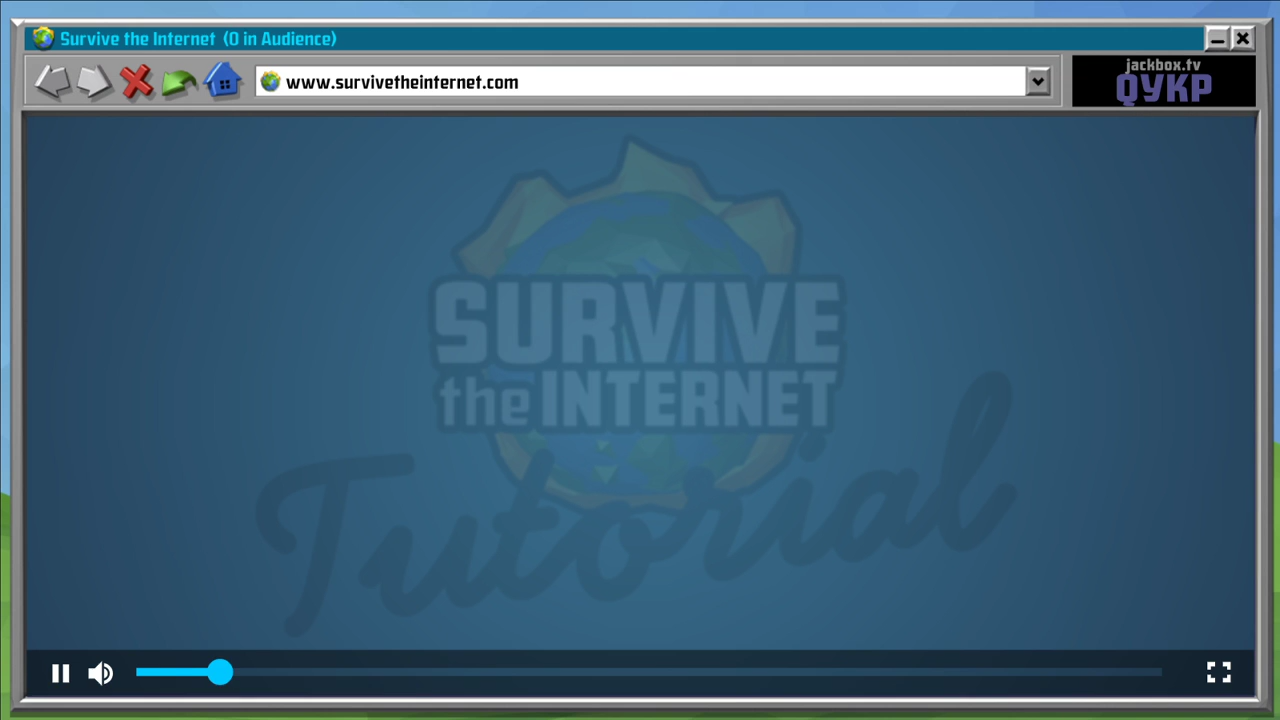 Survive the Internet (0 in Audience)
www.survivetheinternet.com
jackbox.tv
QYKP
SURVIVE
the INTERNET
Tutorial